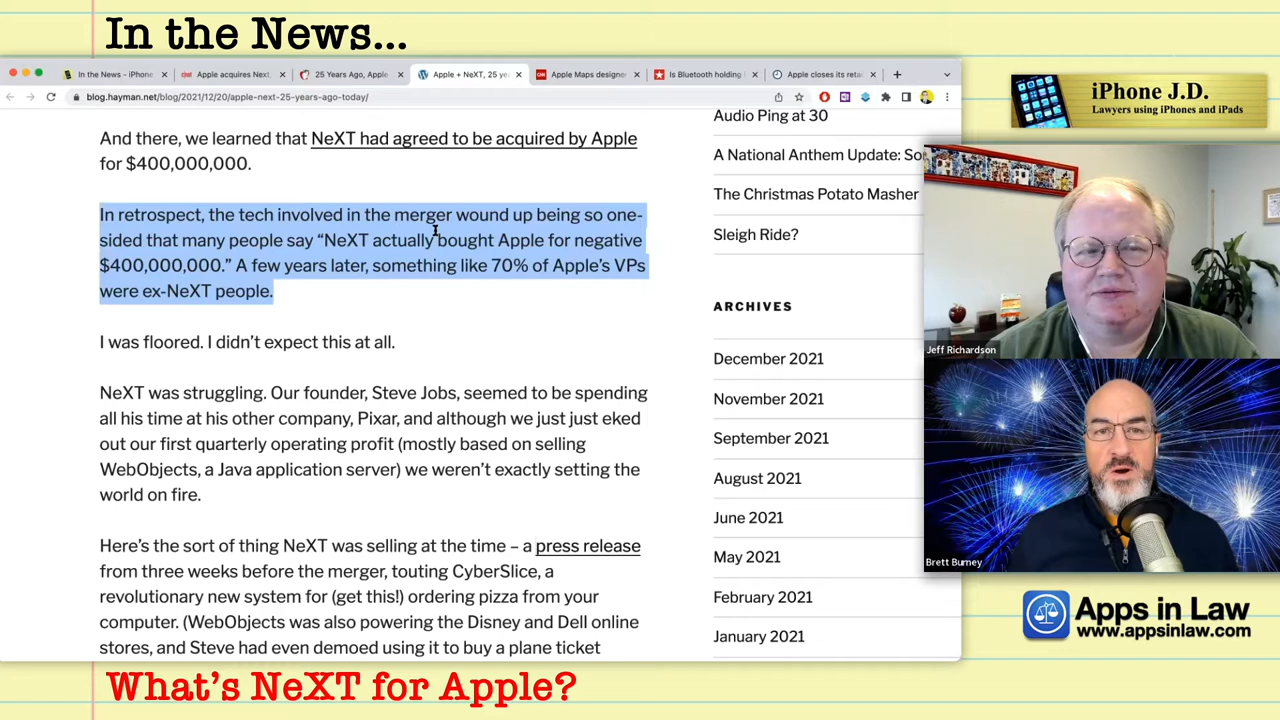 In the News...
In the News – iPhone
Apple acquires Next,
25 Years Ago, Apple
Apple + NeXT, 25 ye
Apple Maps designe
Is Bluetooth holding
Apple closes its reta
blog.hayman.net/blog/2021/12/20/apple-next-25-years-ago-today/
And there, we learned that NeXT had agreed to be acquired by Apple
for $400,000,000.
In retrospect, the tech involved in the merger wound up being so one-
sided that many people say “NeXT actually bought Apple for negative
$400,000,000.” A few years later, something like 70% of Apple’s VPs
were ex-NeXT people.
I was floored. I didn’t expect this at all.
NeXT was struggling. Our founder, Steve Jobs, seemed to be spending
all his time at his other company, Pixar, and although we just just eked
out our first quarterly operating profit (mostly based on selling
WebObjects, a Java application server) we weren’t exactly setting the
world on fire.
Here’s the sort of thing NeXT was selling at the time – a press release
from three weeks before the merger, touting CyberSlice, a
revolutionary new system for (get this!) ordering pizza from your
computer. (WebObjects was also powering the Disney and Dell online
stores, and Steve had even demoed using it to buy a plane ticket
Audio Ping at 30
A National Anthem Update: So
The Christmas Potato Masher
Sleigh Ride?
ARCHIVES
December 2021
November 2021
September 2021
August 2021
June 2021
May 2021
February 2021
January 2021
iPhone J.D.
Lawyers using iPhones and iPads
Jeff Richardson
Brett Burney
Apps in Law
www.appsinlaw.com
What’s NeXT for Apple?